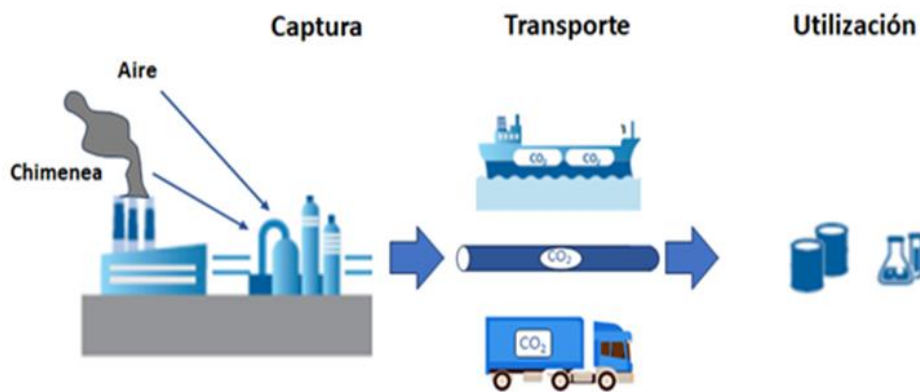 Captura
Transporte
Utilización
Aire
Chimenea
CO₂ CO₂
CO₂
CO₂